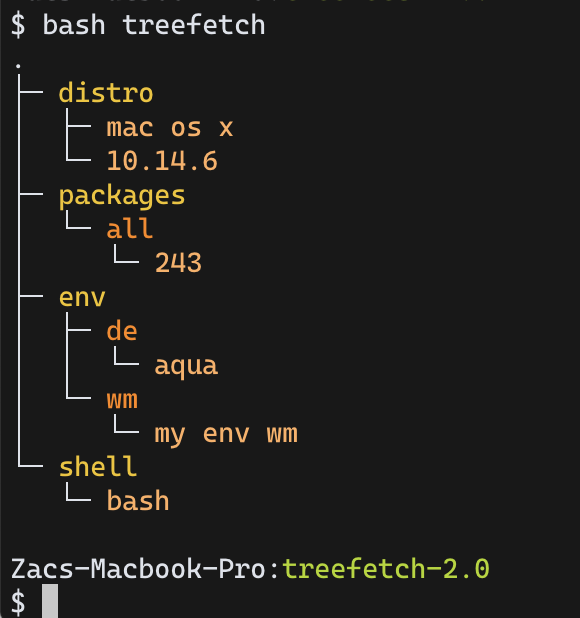 $ bash treefetch
.
├── distro
│  ├── mac os x
│  └── 10.14.6
├── packages
│  └── all
│     └── 243
├── env
│  ├── de
│  │  └── aqua
│  └── wm
│     └── my env wm
└── shell
   └── bash
Zacs-Macbook-Pro:treefetch-2.0
$